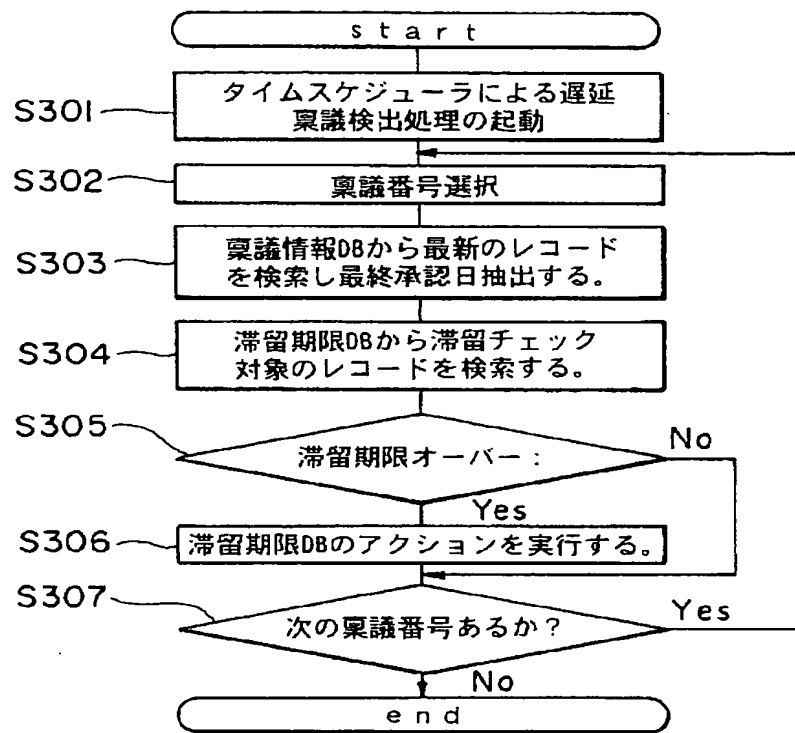 start
S301
タイムスケジューラによる遅延
稟議検出処理の起動
S302
稟議番号選択
S303
稟議情報DBから最新のレコード
を検索し最終承認日抽出する。
S304
滞留期限DBから滞留チェック
対象のレコードを検索する。
S305
滞留期限オーバー:
No
Yes
S306
滞留期限DBのアクションを実行する。
S307
次の稟議番号あるか?
Yes
No
end